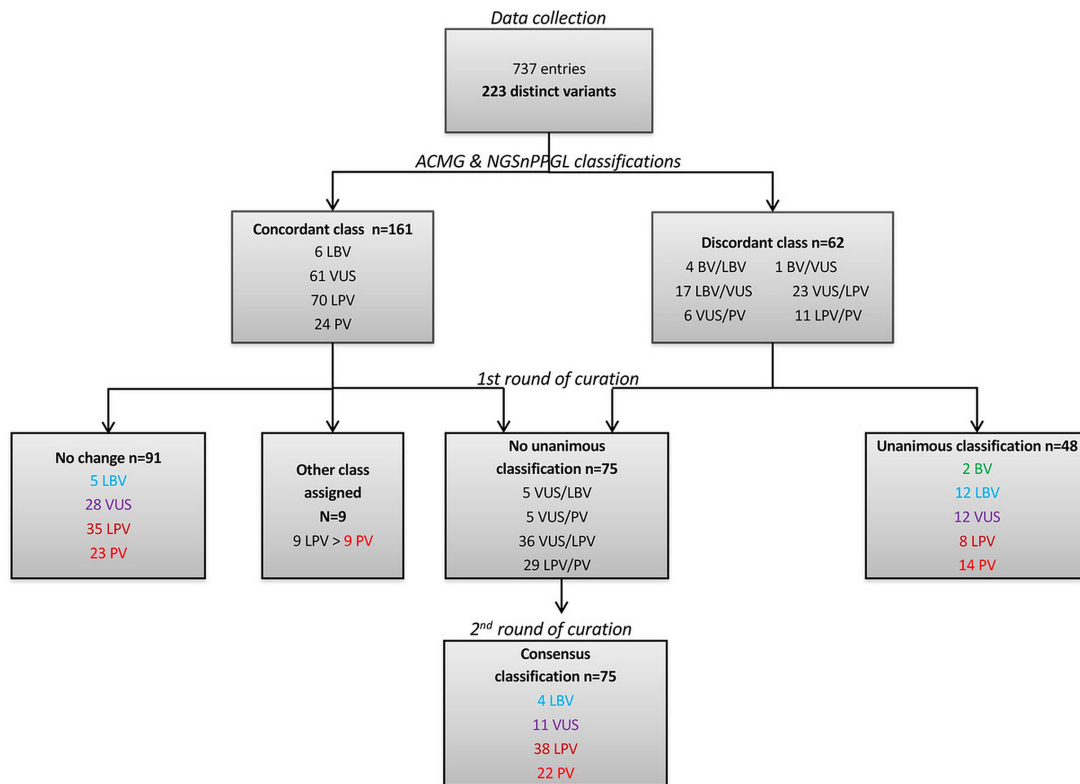 Data collection
737 entries
223 distinct variants
ACMG & NGSnPPGL classifications
Concordant class n=161
6 LBV
61 VUS
70 LPV
24 PV
Discordant class n=62
4 BV/LBV 1 BV/VUS
17 LBV/VUS 23 VUS/LPV
6 VUS/PV 11 LPV/PV
1st round of curation
No change n=91
5 LBV
28 VUS
35 LPV
23 PV
Other class
assigned
N=9
9 LPV > 9 PV
No unanimous
classification n=75
5 VUS/LBV
5 VUS/PV
36 VUS/LPV
29 LPV/PV
Unanimous classification n=48
2 BV
12 LBV
12 VUS
8 LPV
14 PV
2nd round of curation
Consensus
classification n=75
4 LBV
11 VUS
38 LPV
22 PV